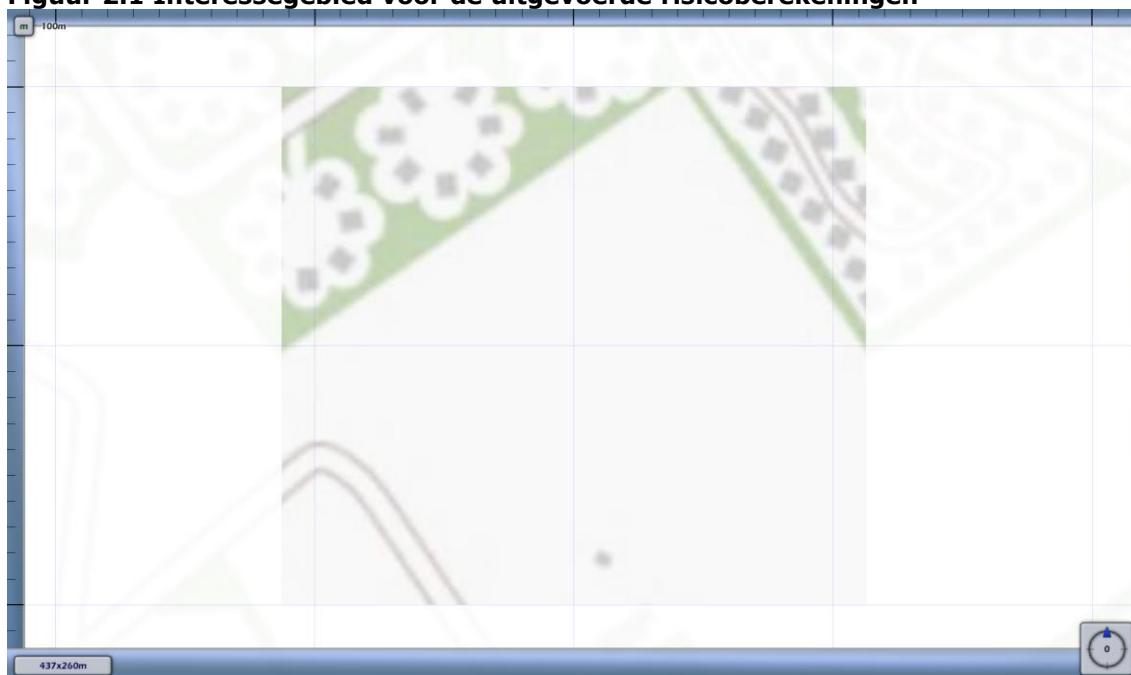 Figuur 2.1 Interessegebied voor de uitgevoerde risicoberekeningen
m
100m
437x260m
0